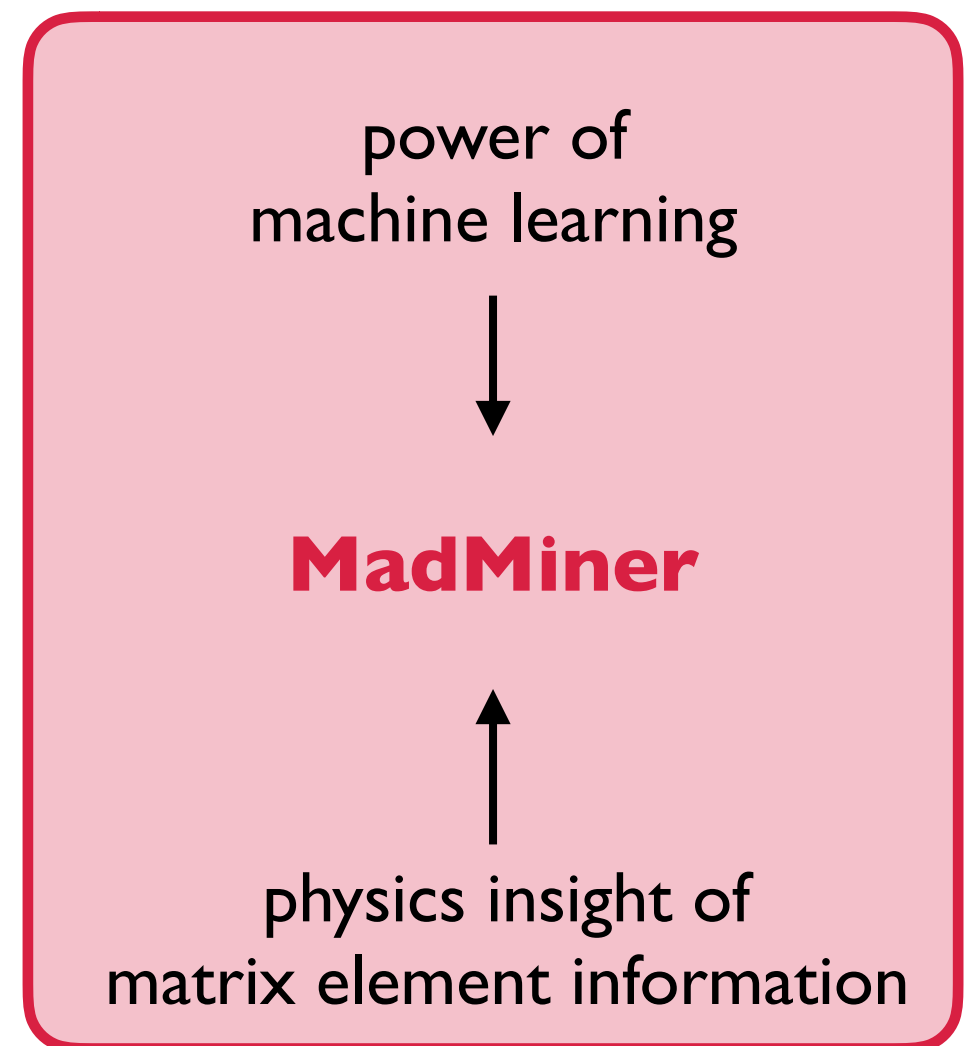 power of
machine learning
MadMiner
physics insight of
matrix element information